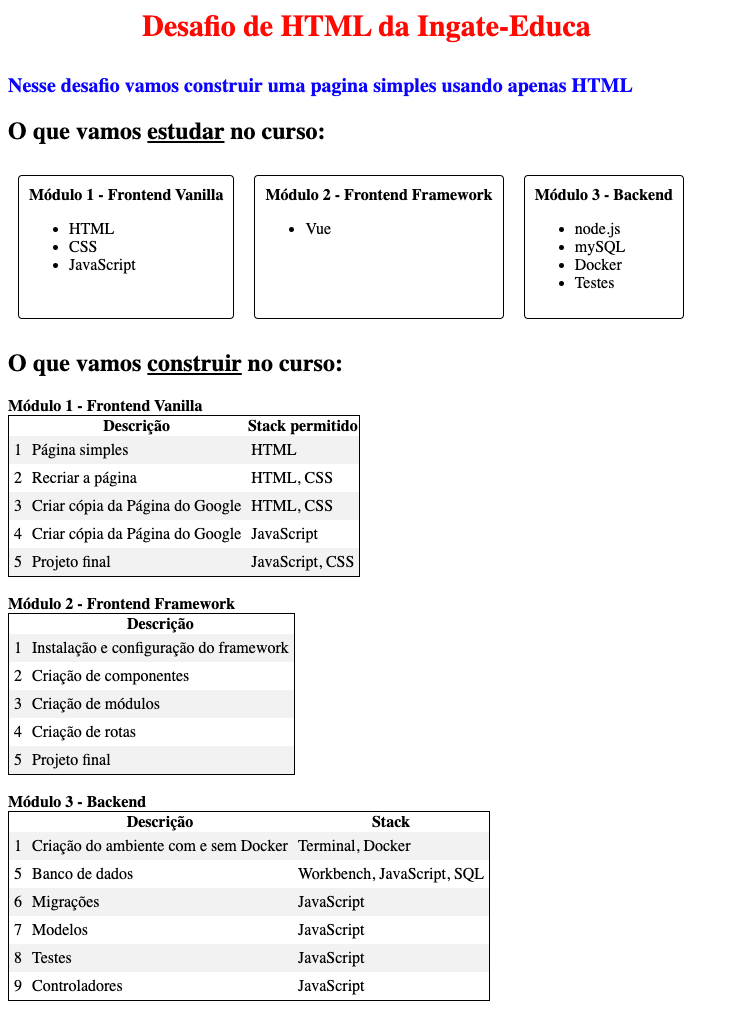 Desafio de HTML da Ingate-Educa
Nesse desafio vamos construir uma pagina simples usando apenas HTML
O que vamos estudar no curso:
Módulo 1 - Frontend Vanilla
HTML
CSS
JavaScript
Módulo 2 - Frontend Framework
Vue
Módulo 3 - Backend
node.js
mySQL
Docker
Testes
O que vamos construir no curso:
Módulo 1 - Frontend Vanilla
Descrição Stack permitido
1 Página simples HTML
2 Recriar a página HTML, CSS
3 Criar cópia da Página do Google HTML, CSS
4 Criar cópia da Página do Google JavaScript
5 Projeto final JavaScript, CSS
Módulo 2 - Frontend Framework
Descrição
1 Instalação e configuração do framework
2 Criação de componentes
3 Criação de módulos
4 Criação de rotas
5 Projeto final
Módulo 3 - Backend
Descrição Stack
1 Criação do ambiente com e sem Docker Terminal, Docker
5 Banco de dados Workbench, JavaScript, SQL
6 Migrações JavaScript
7 Modelos JavaScript
8 Testes JavaScript
9 Controladores JavaScript